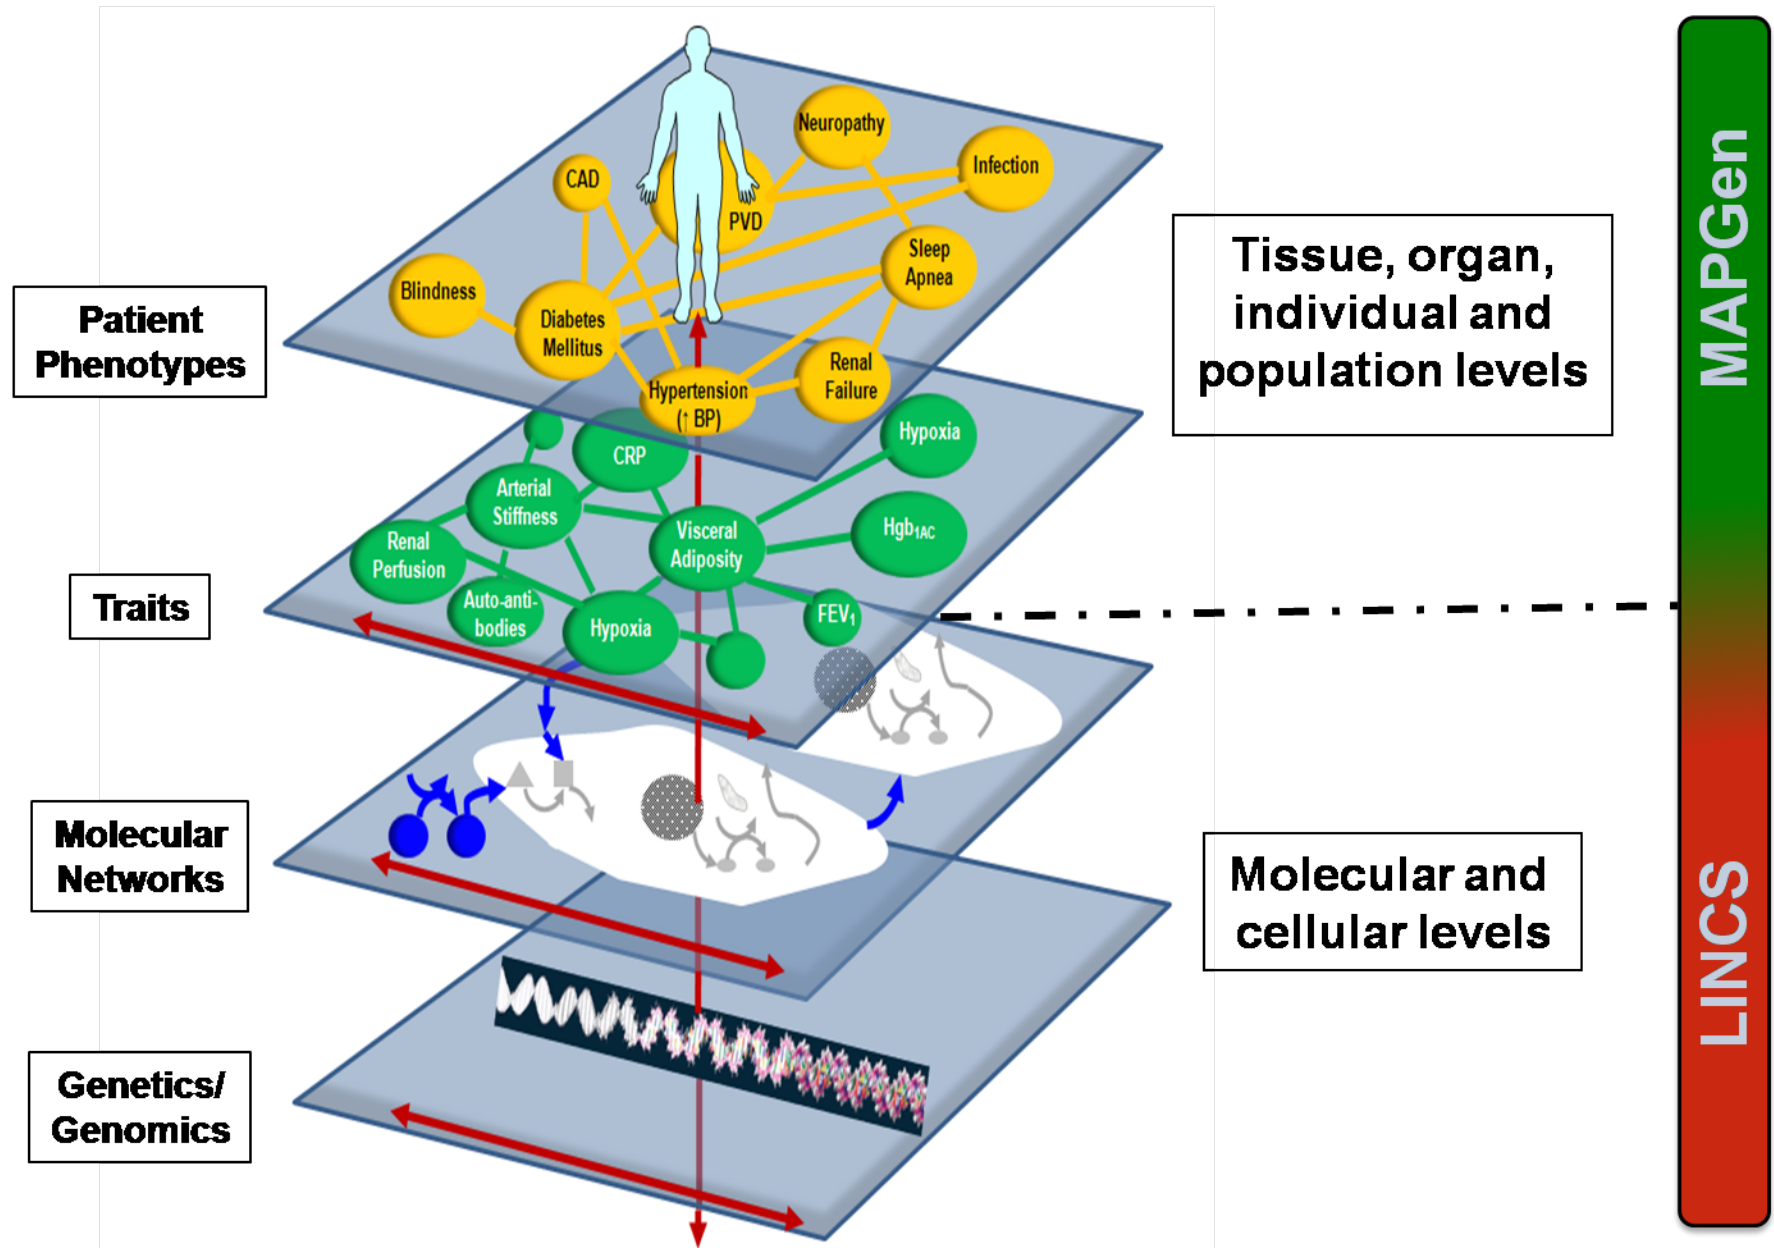 Neuropathy
Infection
CAD
PVD
Sleep
Apnea
Blindness
Diabetes
Mellitus
Renal
Failure
Hypertension
(↑ BP)
Patient
Phenotypes
Tissue, organ,
individual and
population levels
MAPGen
CRP
Hypoxia
Arterial
Stiffness
Visceral
Adiposity
Hgb1AC
Renal
Perfusion
Auto-anti-
bodies
Hypoxia
FEV1
Traits
Molecular
Networks
Molecular and
cellular levels
LINCS
Genetics/
Genomics